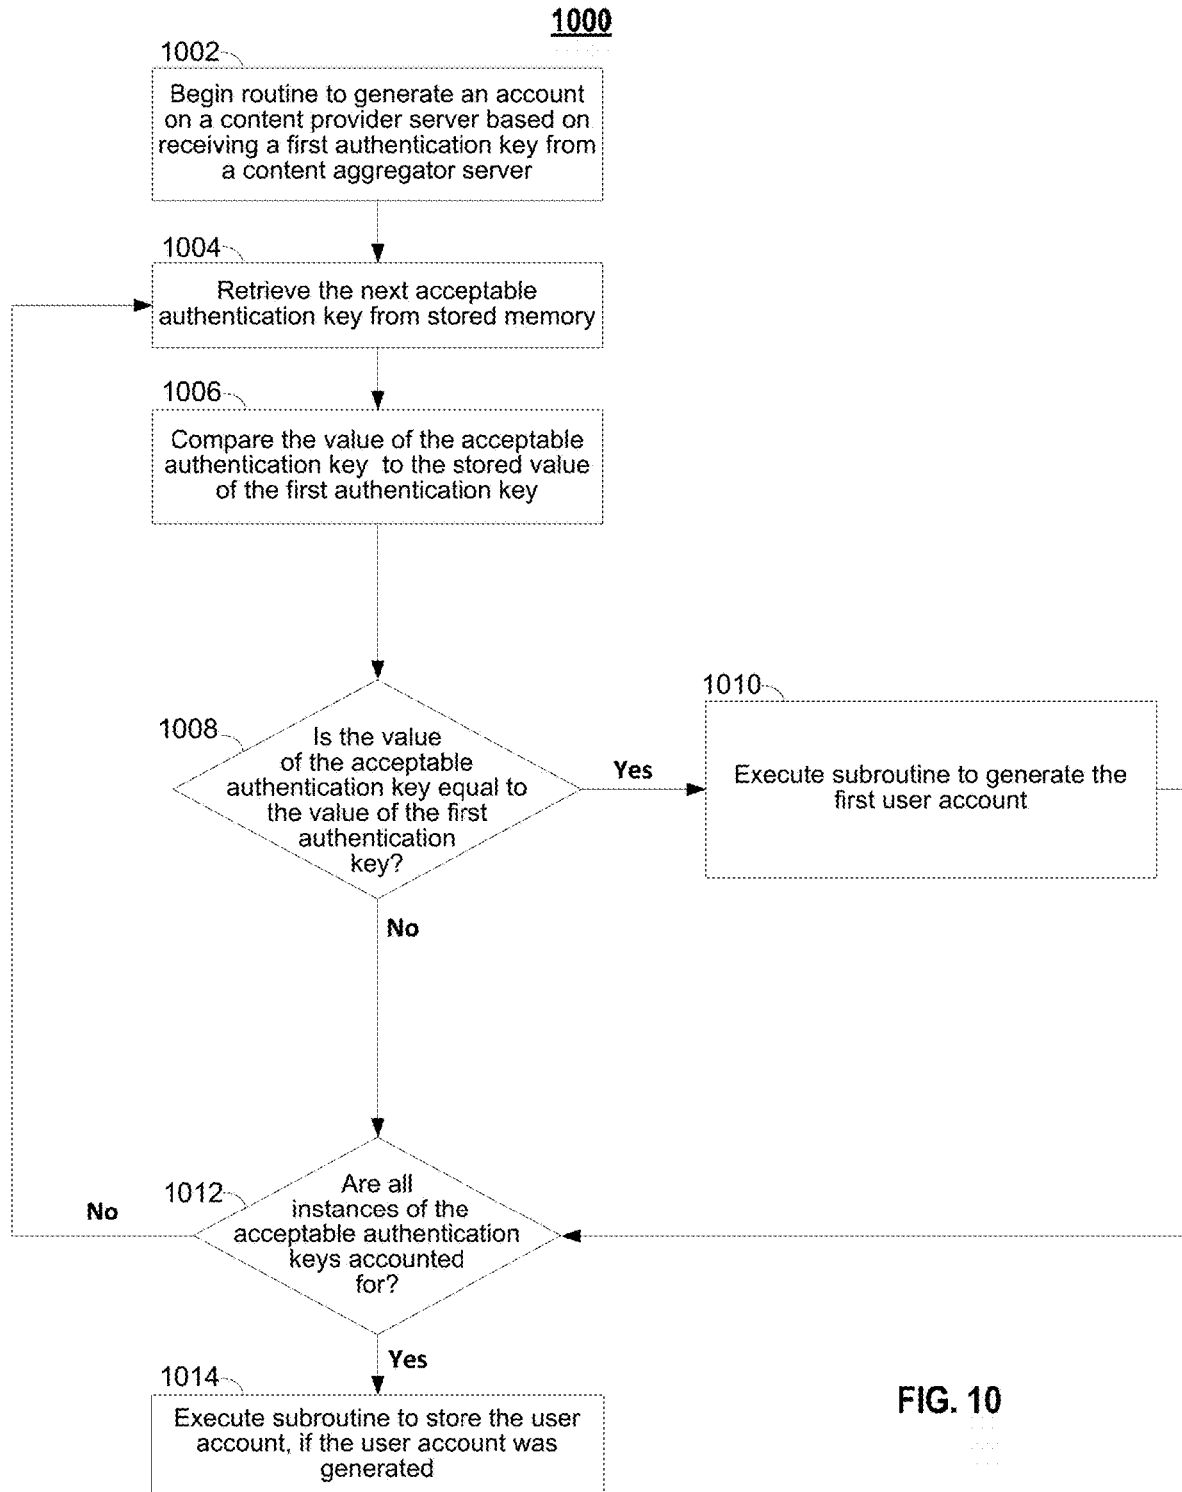 1000
1002
Begin routine to generate an account
on a content provider server based on
receiving a first authentication key from
a content aggregator server
1004
Retrieve the next acceptable
authentication key from stored memory
1006
Compare the value of the acceptable
authentication key to the stored value
of the first authentication key
1008
Is the value
of the acceptable
authentication key equal to
the value of the first
authentication
key?
Yes
1010
Execute subroutine to generate the
first user account
No
1012
Are all
instances of the
acceptable authentication
keys accounted
for?
No
Yes
1014
Execute subroutine to store the user
account, if the user account was
generated
FIG. 10